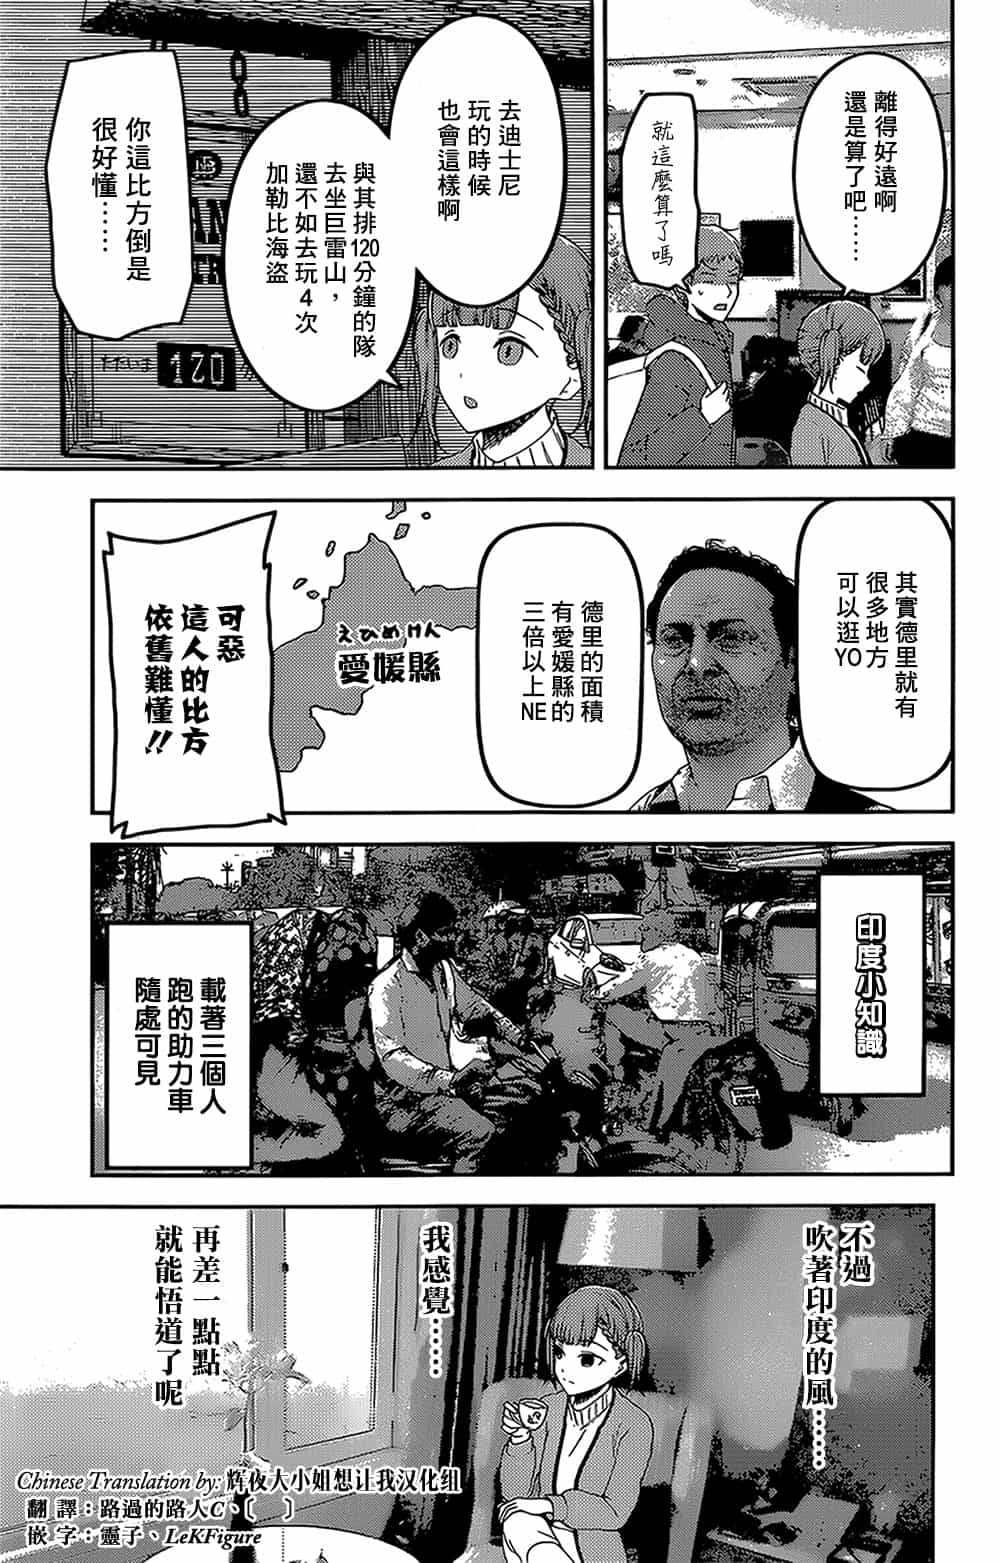 離得好遠啊
還是算了吧……
就這麼算了嗎
去迪士尼
玩的時候
也會這樣啊
與其排120分鐘的隊
去坐巨雷山，
還不如去玩4次
加勒比海盜
你這比方倒是
很好懂……
ただいま
120
其實德里就有
很多地方
可以逛YO
德里的面積
有愛媛縣的
三倍以上NE
えひめけん
愛媛縣
可惡
這人的比方
依舊難懂!!
印度小知識
載著三個人
跑的助力車
隨處可見
不過
吹著印度的風……
我感覺……
再差一點點
就能悟道了呢
Chinese Translation by: 辉夜大小姐想让我汉化组
翻 譯：路過的路人C、〔 〕
嵌 字：靈子、LeKFigure